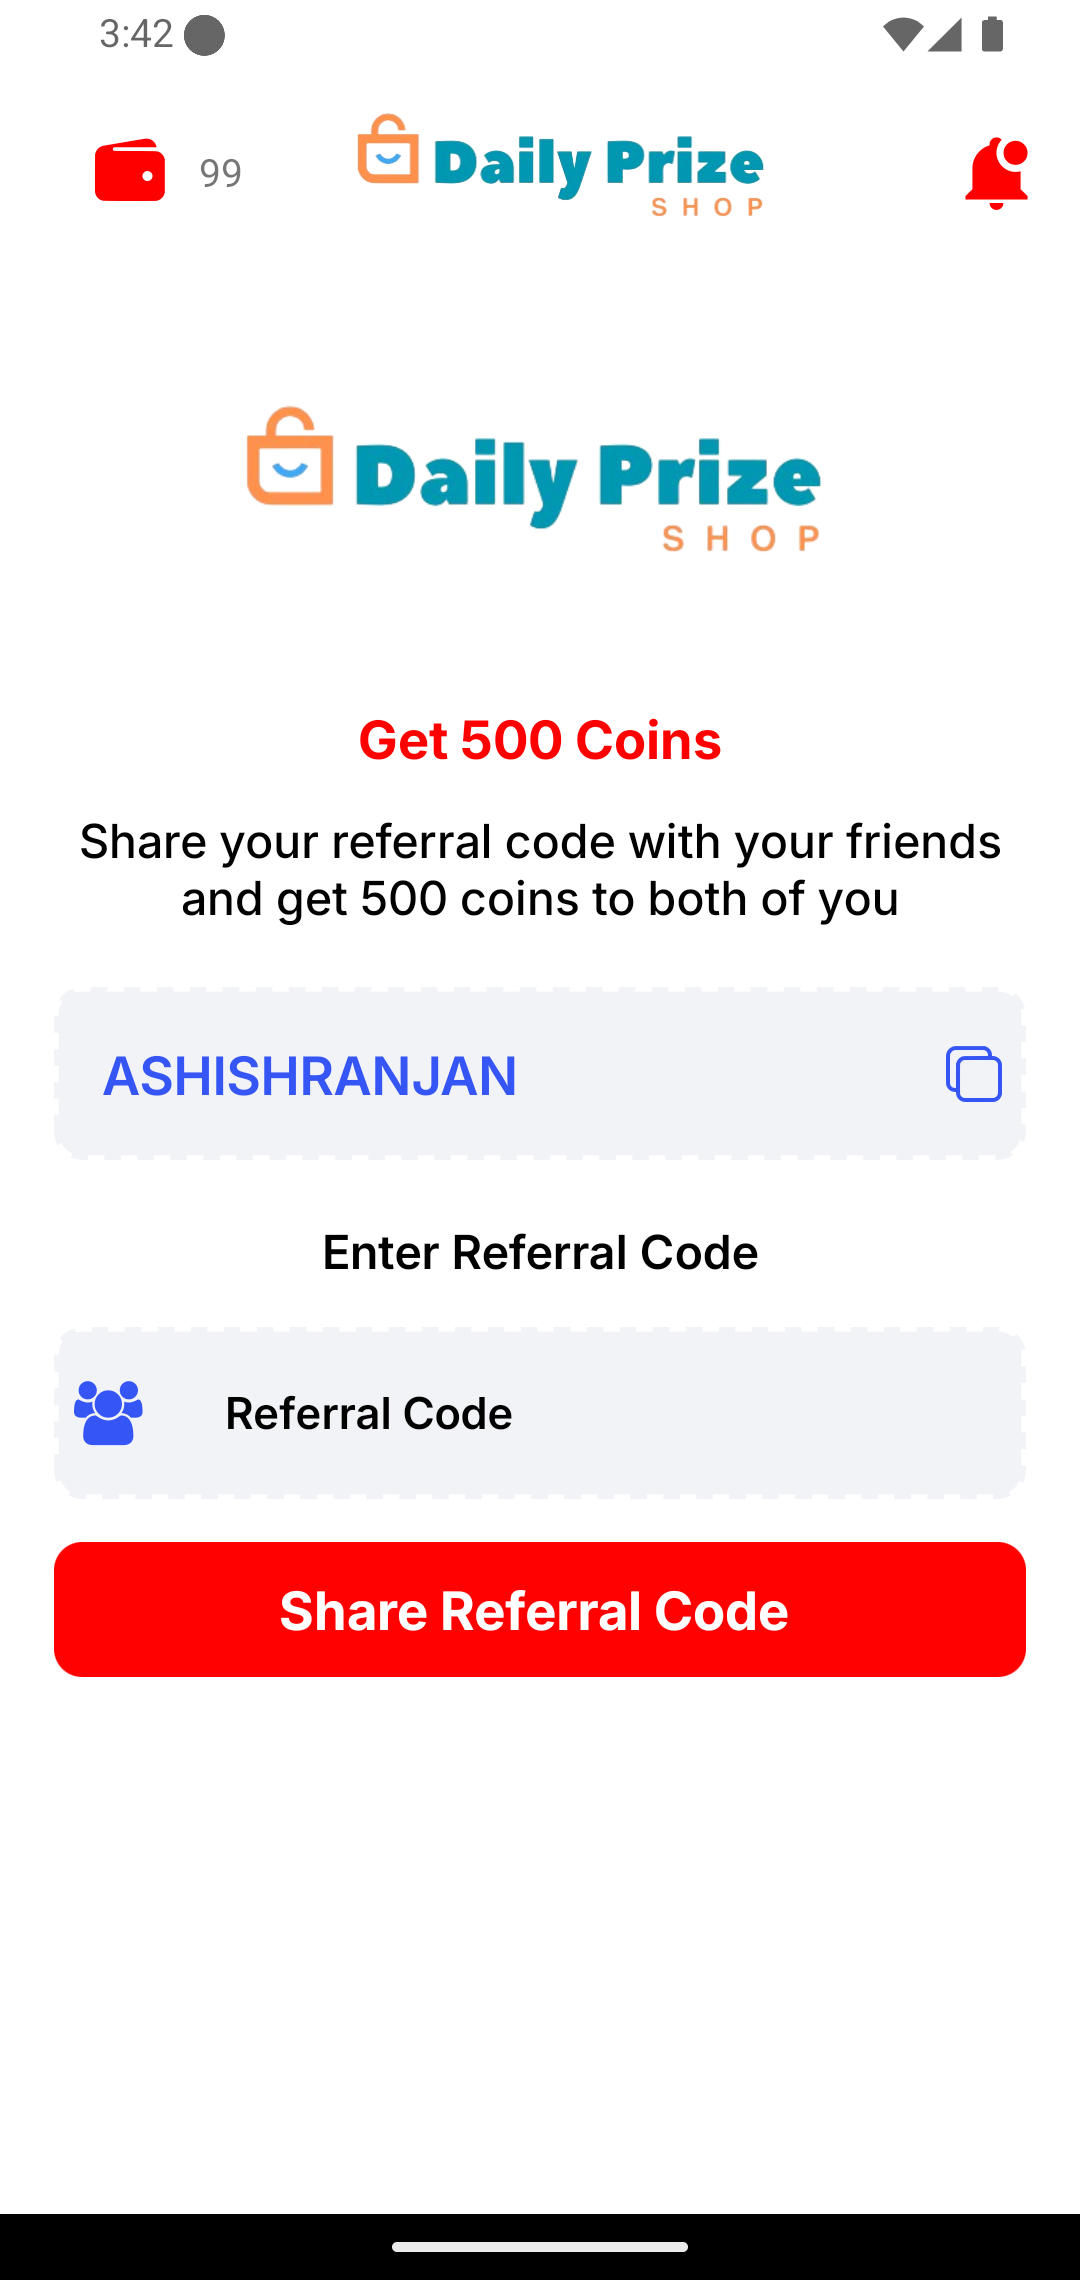 3:42
99
Daily Prize
SHOP
Daily Prize
SHOP
Get 500 Coins
Share your referral code with your friends
and get 500 coins to both of you
ASHISHRANJAN
Enter Referral Code
Referral Code
Share Referral Code